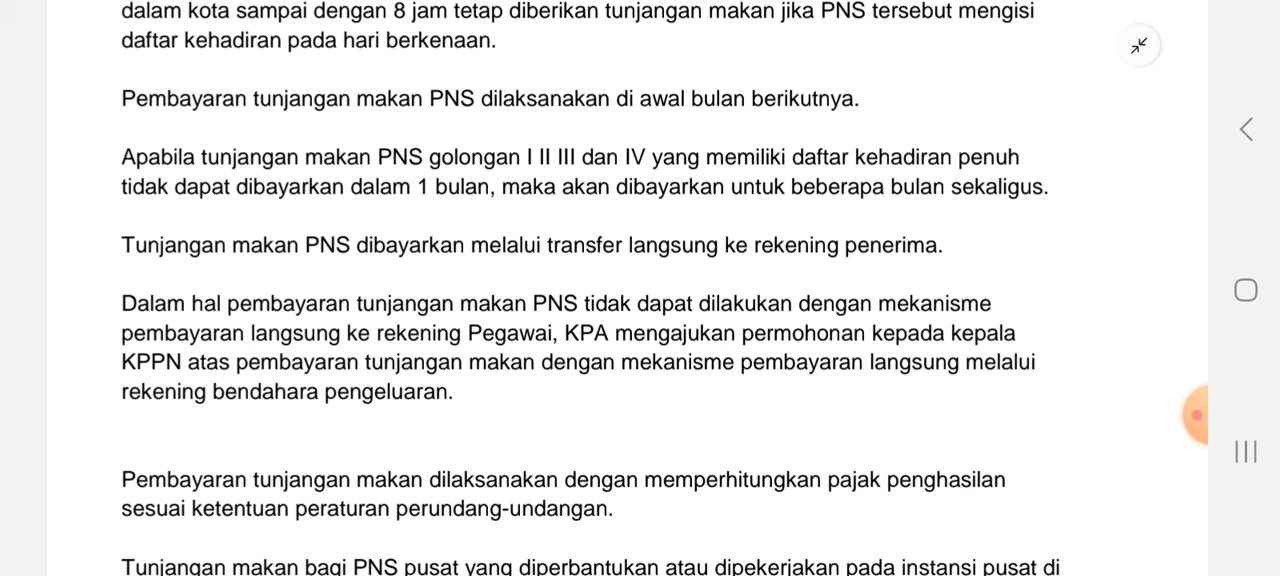 dalam kota sampai dengan 8 jam tetap diberikan tunjangan makan jika PNS tersebut mengisi
daftar kehadiran pada hari berkenaan.
Pembayaran tunjangan makan PNS dilaksanakan di awal bulan berikutnya.
Apabila tunjangan makan PNS golongan I II III dan IV yang memiliki daftar kehadiran penuh
tidak dapat dibayarkan dalam 1 bulan, maka akan dibayarkan untuk beberapa bulan sekaligus.
Tunjangan makan PNS dibayarkan melalui transfer langsung ke rekening penerima.
Dalam hal pembayaran tunjangan makan PNS tidak dapat dilakukan dengan mekanisme
pembayaran langsung ke rekening Pegawai, KPA mengajukan permohonan kepada kepala
KPPN atas pembayaran tunjangan makan dengan mekanisme pembayaran langsung melalui
rekening bendahara pengeluaran.
Pembayaran tunjangan makan dilaksanakan dengan memperhitungkan pajak penghasilan
sesuai ketentuan peraturan perundang-undangan.
Tunjangan makan bagi PNS pusat yang diperbantukan atau dipekerjakan pada instansi pusat di